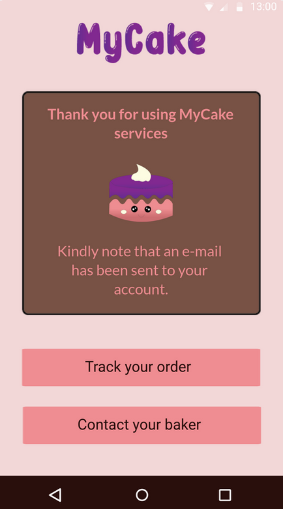 13:00
MyCake
Thank you for using MyCake
services
Kindly note that an e-mail
has been sent to your
account.
Track your order
Contact your baker